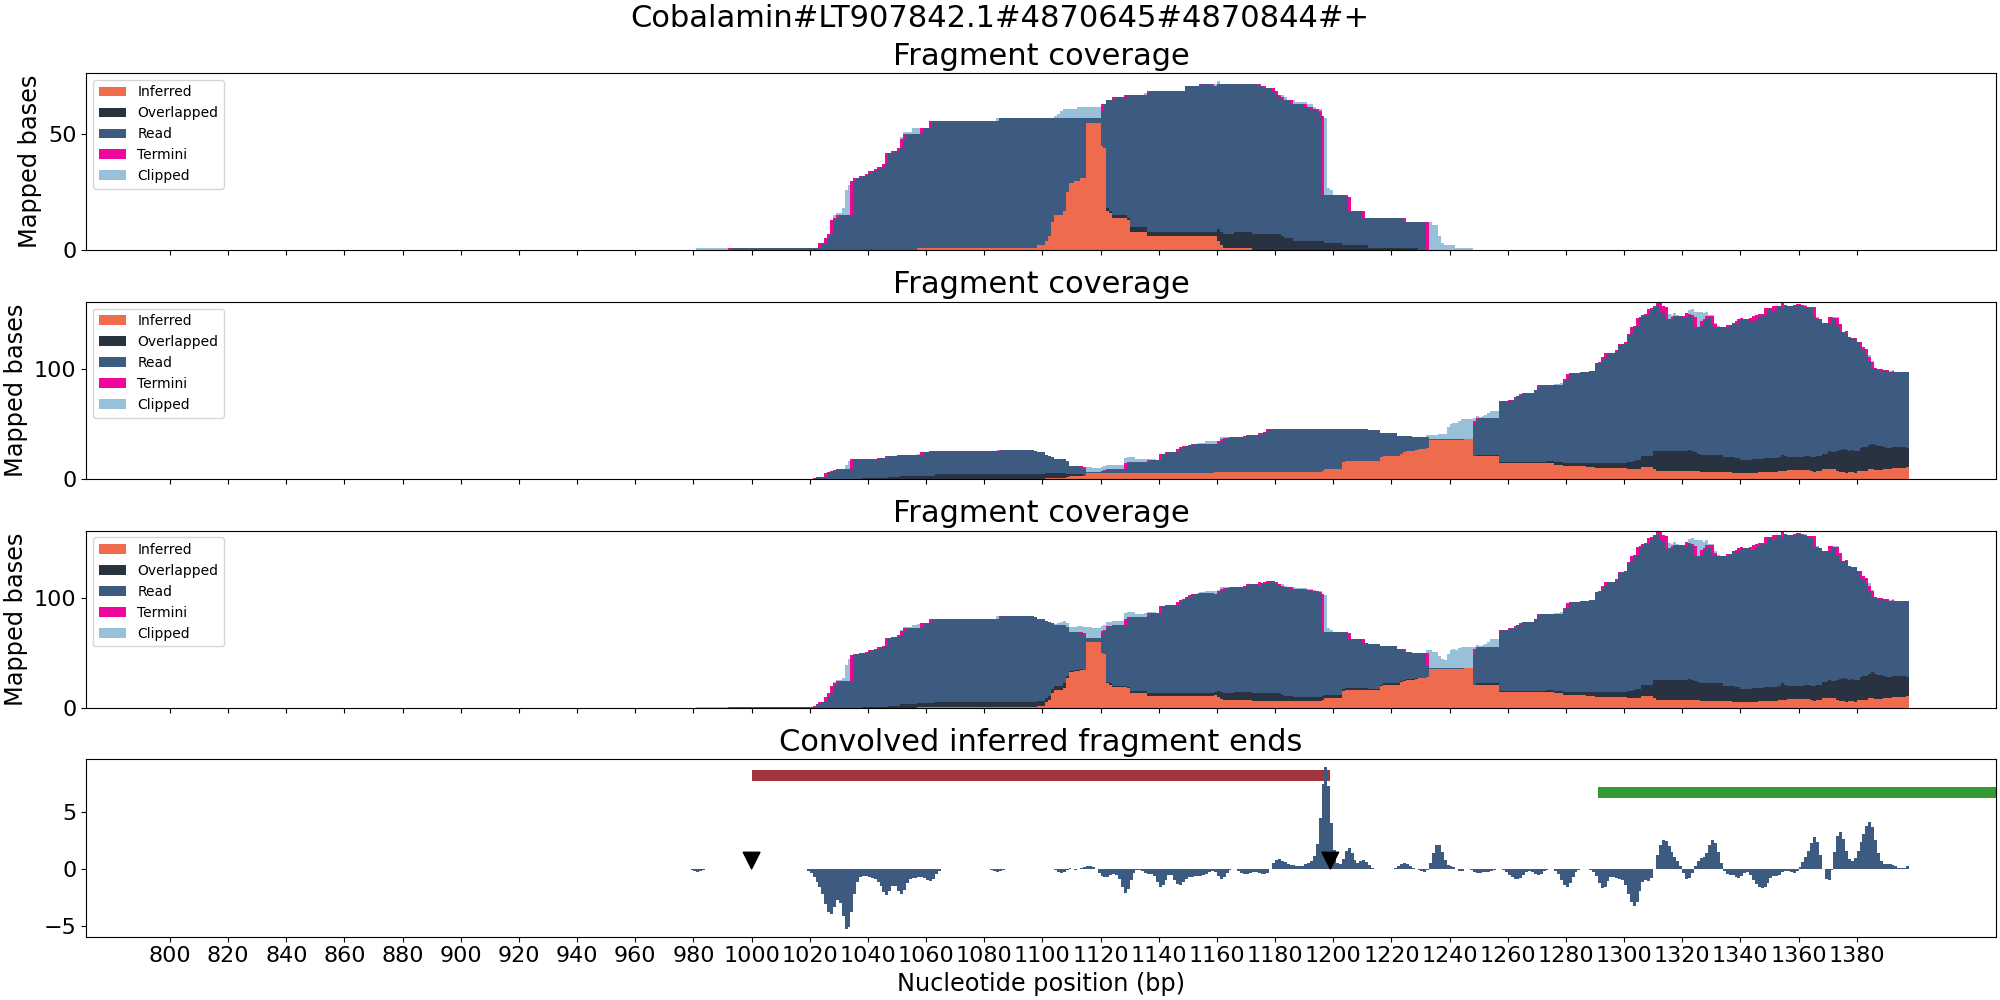 Cobalamin#LT907842.1#4870645#4870844#+
Fragment coverage
Mapped bases
50
0
Inferred
Overlapped
Read
Termini
Clipped
Fragment coverage
Mapped bases
100
0
Inferred
Overlapped
Read
Termini
Clipped
Fragment coverage
Mapped bases
100
0
Inferred
Overlapped
Read
Termini
Clipped
Convolved inferred fragment ends
5
0
−5
800 820 840 860 880 900 920 940 960 980 1000 1020 1040 1060 1080 1100 1120 1140 1160 1180 1200 1220 1240 1260 1280 1300 1320 1340 1360 1380
Nucleotide position (bp)